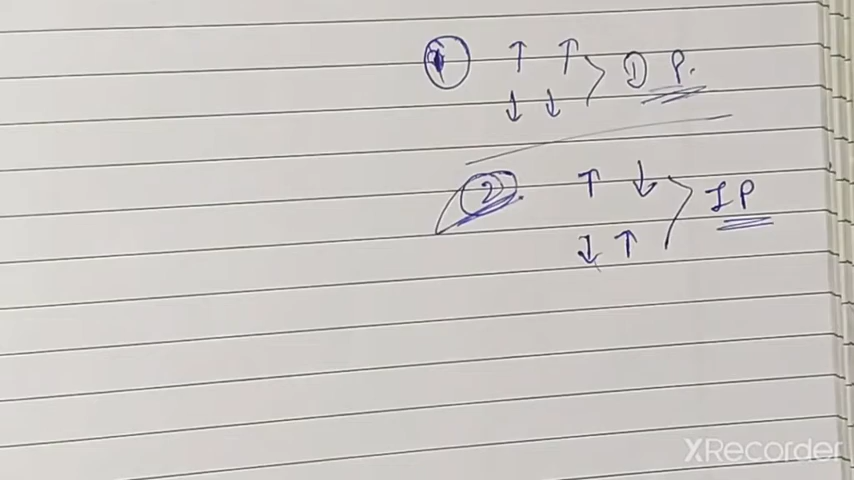 ① ↑ ↑
↓ ↓ } D P.
② ↑ ↓
↓ ↑ } I P
XRecorder